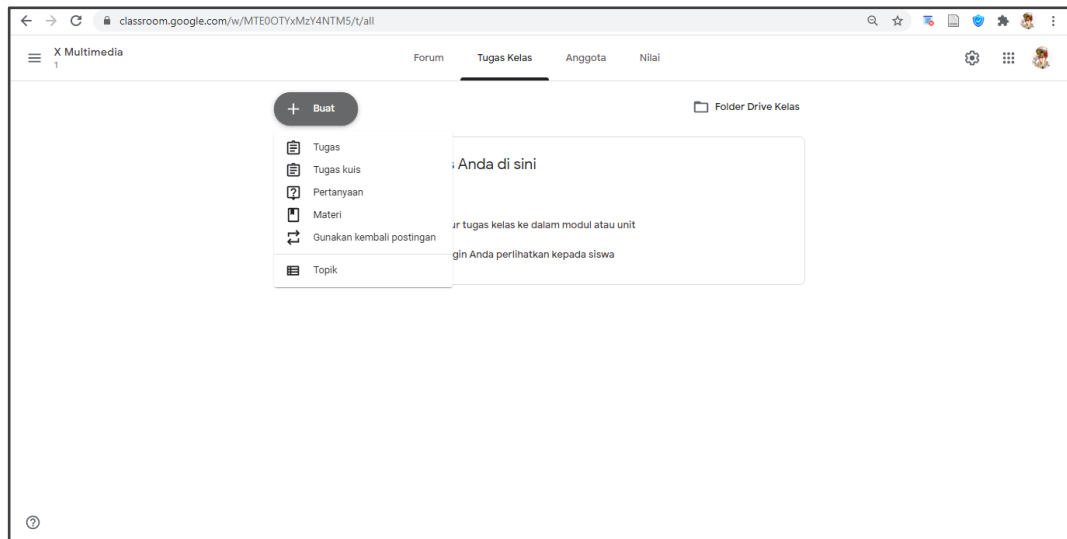 classroom.google.com/w/MTE0OTYxMzY4NTM5/t/all
X Multimedia
1
Forum Tugas Kelas Anggota Nilai
Buat
Folder Drive Kelas
Tugas
Tugas kuis
Pertanyaan
Materi
Gunakan kembali postingan
Topik
Anda di sini
tugas kelas ke dalam modul atau unit
Anda perlihatkan kepada siswa